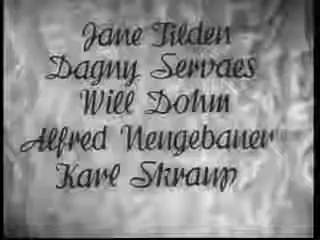 Jane Tilden
Dagny Servaes
Will Dohm
Alfred Neugebauer
Karl Skraup